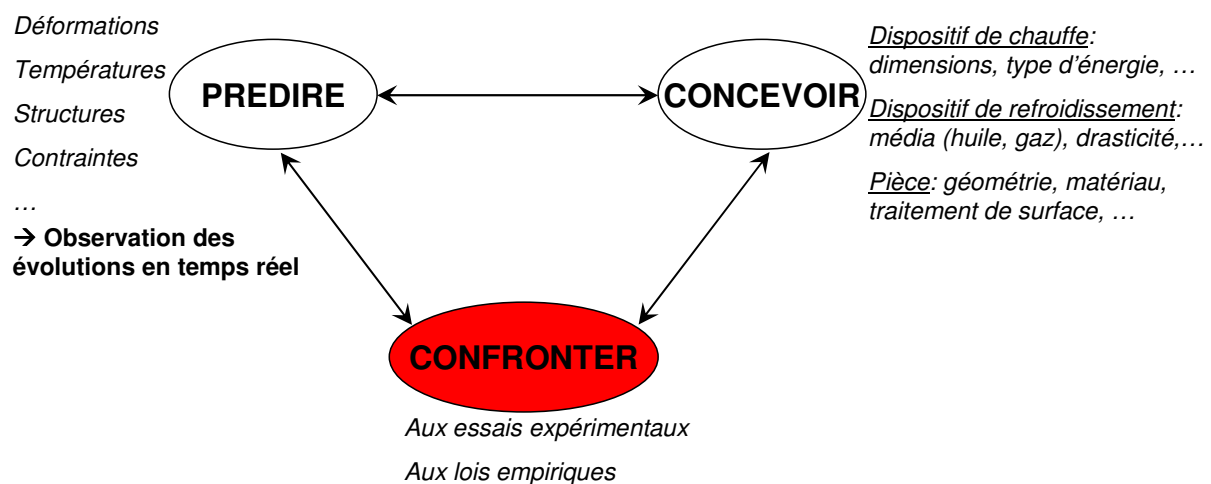 Déformations
Températures
Structures
Contraintes
…
→ Observation des
évolutions en temps réel
PREDIRE
CONCEVOIR
Dispositif de chauffe:
dimensions, type d’énergie, …
Dispositif de refroidissement:
média (huile, gaz), drasticité,…
Pièce: géométrie, matériau,
traitement de surface, …
CONFRONTER
Aux essais expérimentaux
Aux lois empiriques